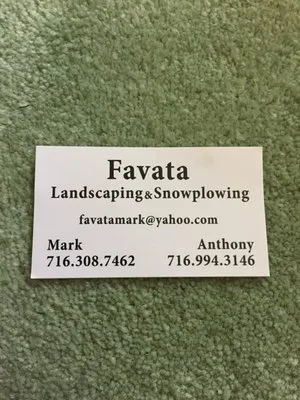 Favata
Landscaping&Snowplowing
favatamark@yahoo.com
Mark Anthony
716.308.7462 716.994.3146